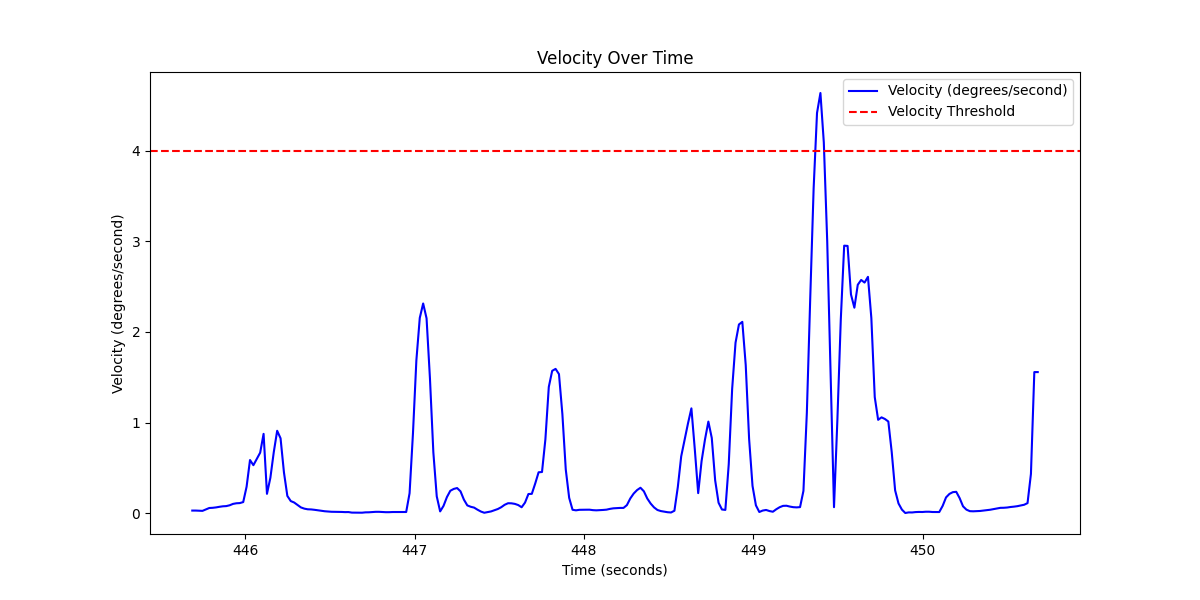 Velocity Over Time
Velocity (degrees/second)
Velocity Threshold
Velocity (degrees/second)
4
3
2
1
0
446 447 448 449 450
Time (seconds)